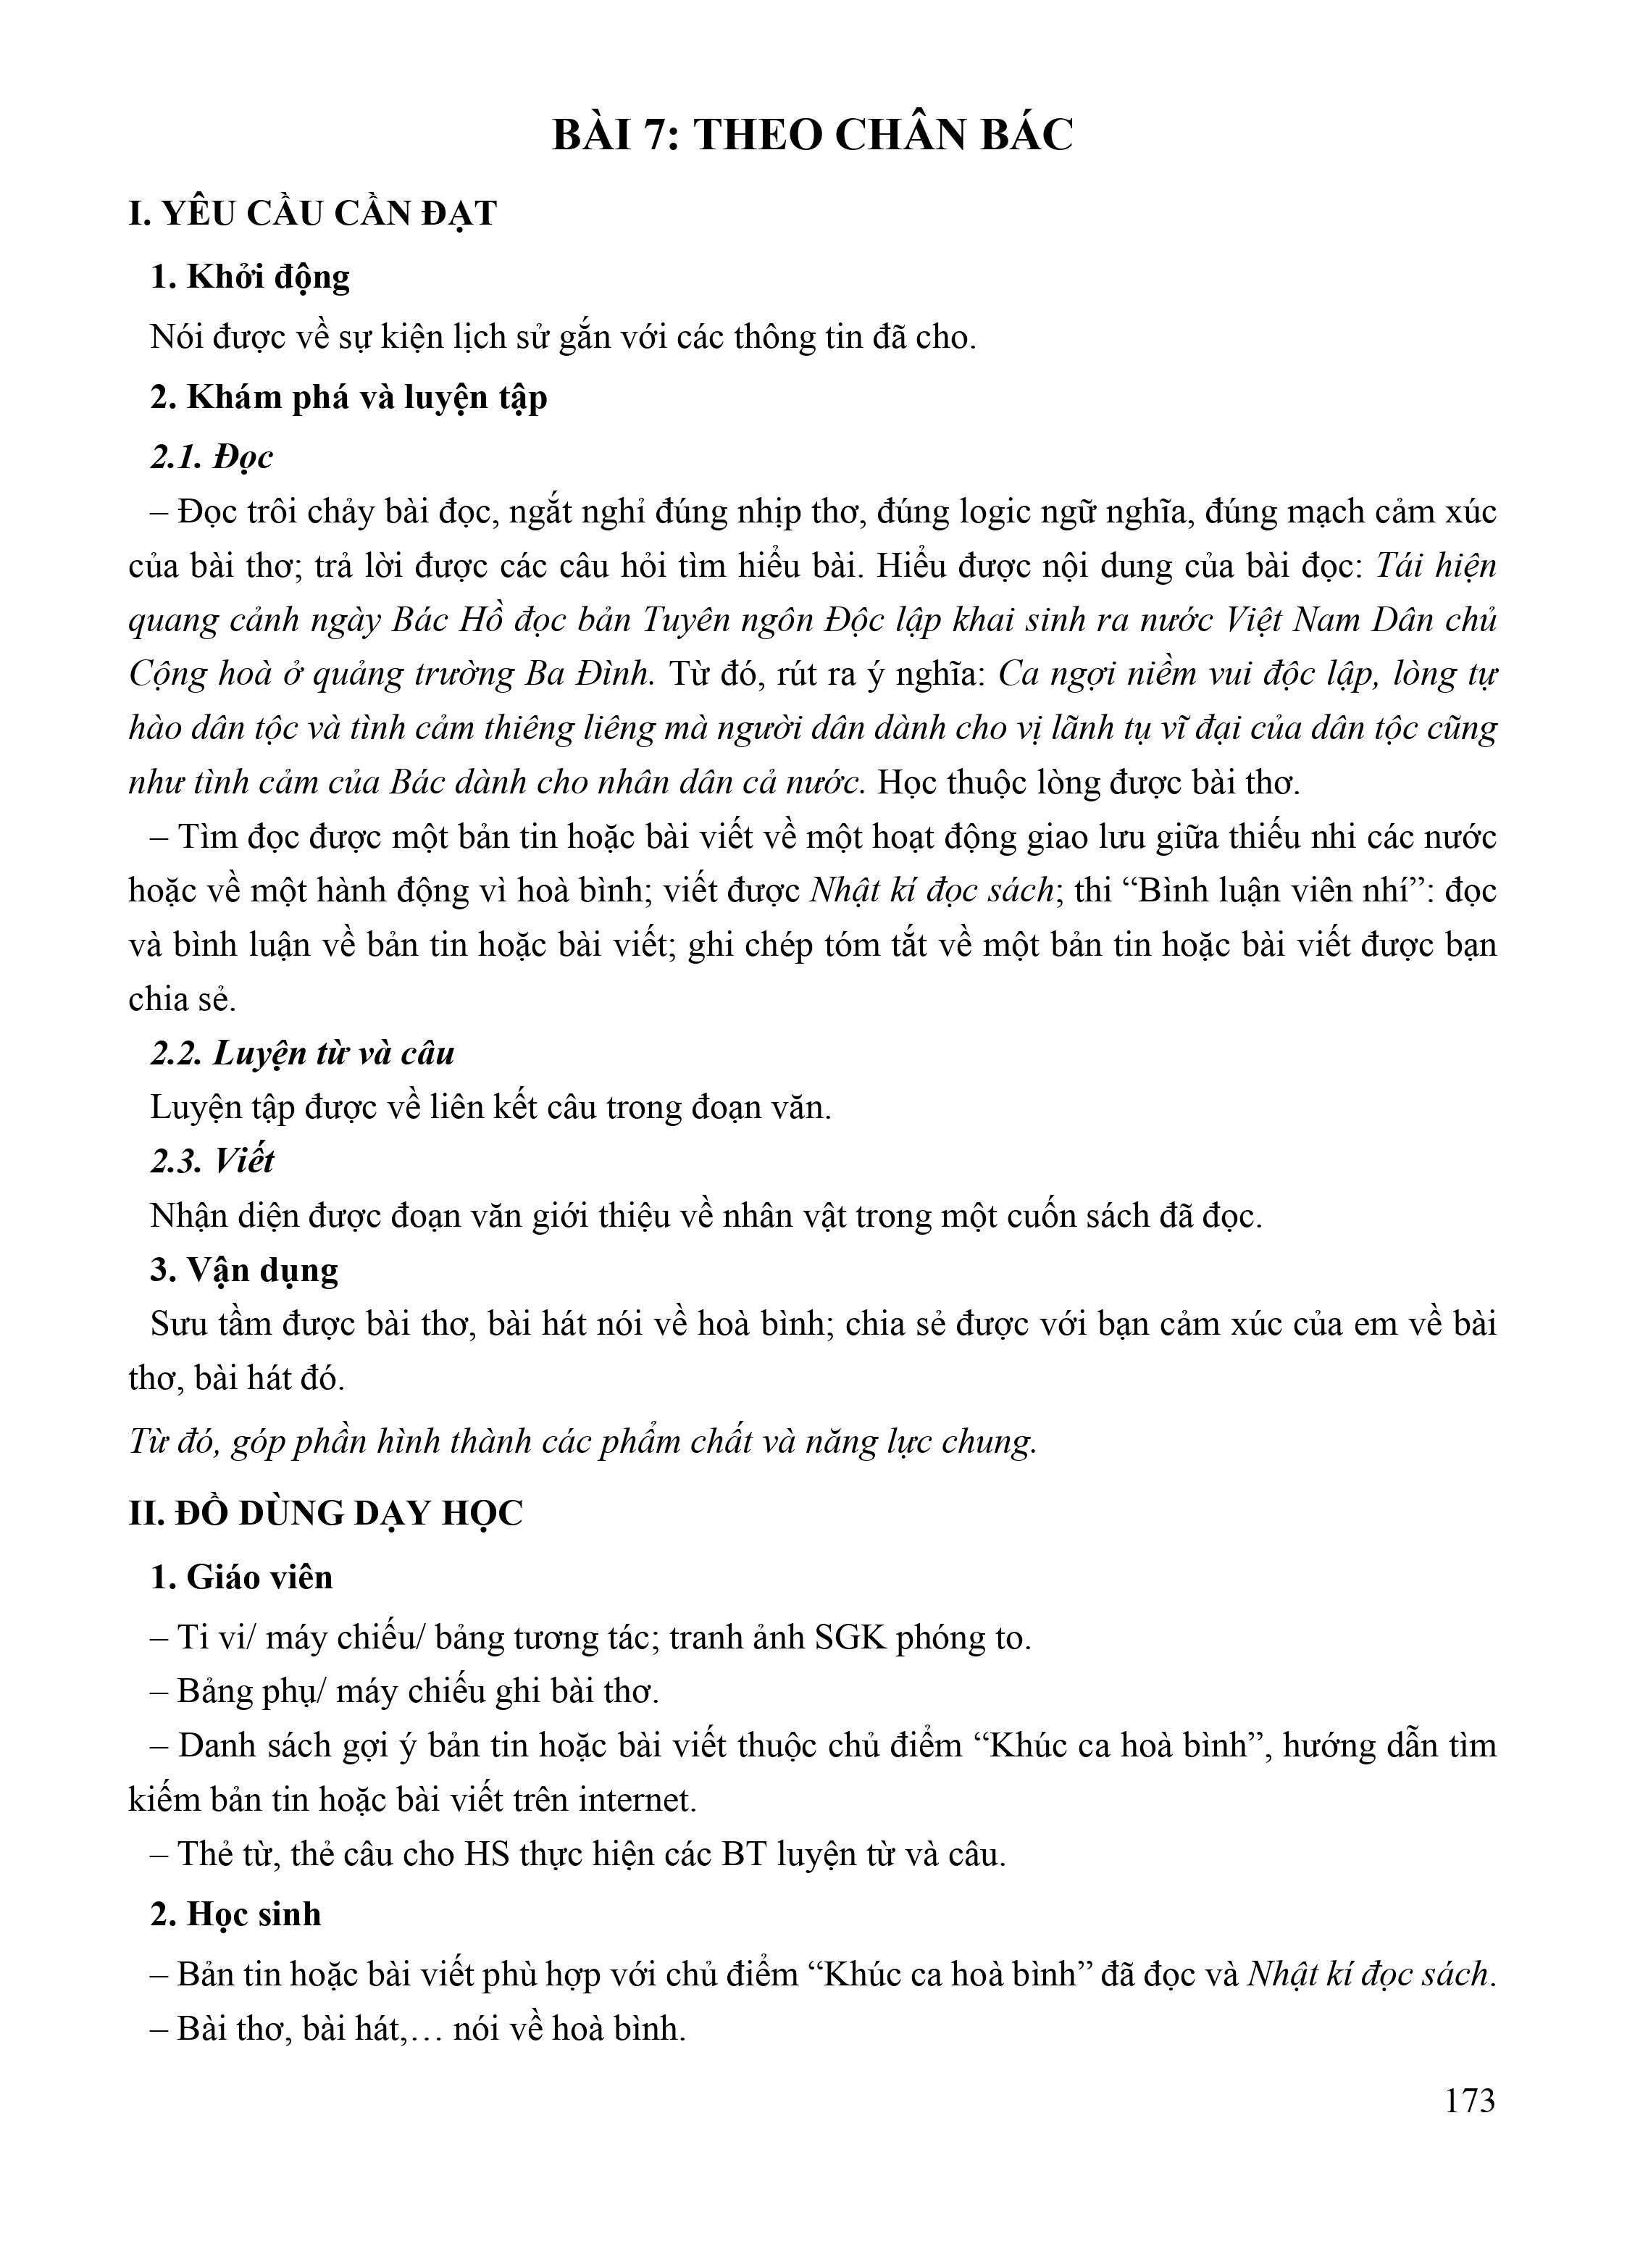 BÀI 7: THEO CHÂN BÁC
I. YÊU CẦU CẦN ĐẠT
1. Khởi động
Nói được về sự kiện lịch sử gắn với các thông tin đã cho.
2. Khám phá và luyện tập
2.1. Đọc
– Đọc trôi chảy bài đọc, ngắt nghỉ đúng nhịp thơ, đúng logic ngữ nghĩa, đúng mạch cảm xúc
của bài thơ; trả lời được các câu hỏi tìm hiểu bài. Hiểu được nội dung của bài đọc: Tái hiện
quang cảnh ngày Bác Hồ đọc bản Tuyên ngôn Độc lập khai sinh ra nước Việt Nam Dân chủ
Cộng hoà ở quảng trường Ba Đình. Từ đó, rút ra ý nghĩa: Ca ngợi niềm vui độc lập, lòng tự
hào dân tộc và tình cảm thiêng liêng mà người dân dành cho vị lãnh tụ vĩ đại của dân tộc cũng
như tình cảm của Bác dành cho nhân dân cả nước. Học thuộc lòng được bài thơ.
– Tìm đọc được một bản tin hoặc bài viết về một hoạt động giao lưu giữa thiếu nhi các nước
hoặc về một hành động vì hoà bình; viết được Nhật kí đọc sách; thi “Bình luận viên nhí”: đọc
và bình luận về bản tin hoặc bài viết; ghi chép tóm tắt về một bản tin hoặc bài viết được bạn
chia sẻ.
2.2. Luyện từ và câu
Luyện tập được về liên kết câu trong đoạn văn.
2.3. Viết
Nhận diện được đoạn văn giới thiệu về nhân vật trong một cuốn sách đã đọc.
3. Vận dụng
Sưu tầm được bài thơ, bài hát nói về hoà bình; chia sẻ được với bạn cảm xúc của em về bài
thơ, bài hát đó.
Từ đó, góp phần hình thành các phẩm chất và năng lực chung.
II. ĐỒ DÙNG DẠY HỌC
1. Giáo viên
– Ti vi/ máy chiếu/ bảng tương tác; tranh ảnh SGK phóng to.
– Bảng phụ/ máy chiếu ghi bài thơ.
– Danh sách gợi ý bản tin hoặc bài viết thuộc chủ điểm “Khúc ca hoà bình”, hướng dẫn tìm
kiếm bản tin hoặc bài viết trên internet.
– Thẻ từ, thẻ câu cho HS thực hiện các BT luyện từ và câu.
2. Học sinh
– Bản tin hoặc bài viết phù hợp với chủ điểm “Khúc ca hoà bình” đã đọc và Nhật kí đọc sách.
– Bài thơ, bài hát,… nói về hoà bình.
173